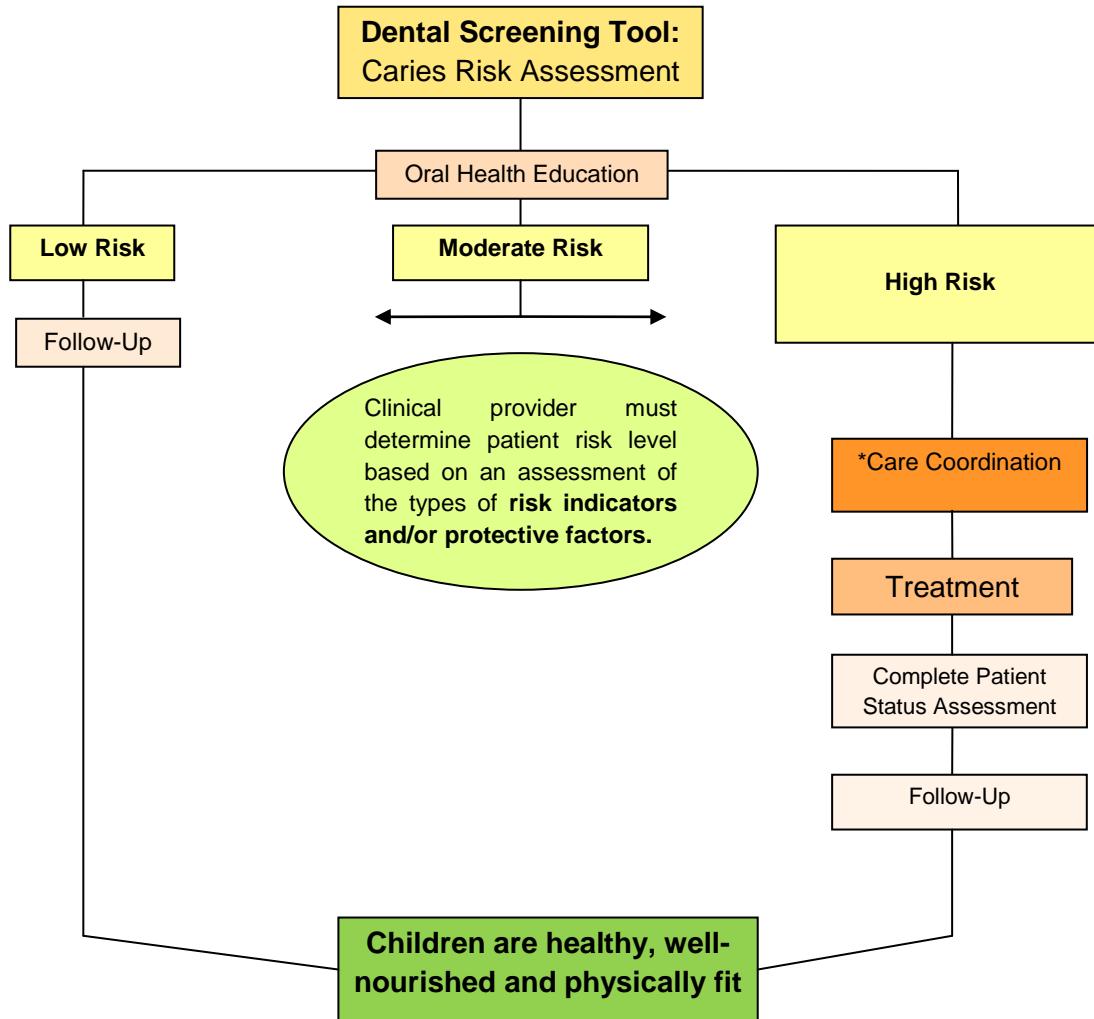 Dental Screening Tool:
Caries Risk Assessment
Oral Health Education
Low Risk
Moderate Risk
High Risk
Follow-Up
Clinical provider must
determine patient risk level
based on an assessment of
the types of risk indicators
and/or protective factors.
*Care Coordination
Treatment
Complete Patient
Status Assessment
Follow-Up
Children are healthy, well-
nourished and physically fit